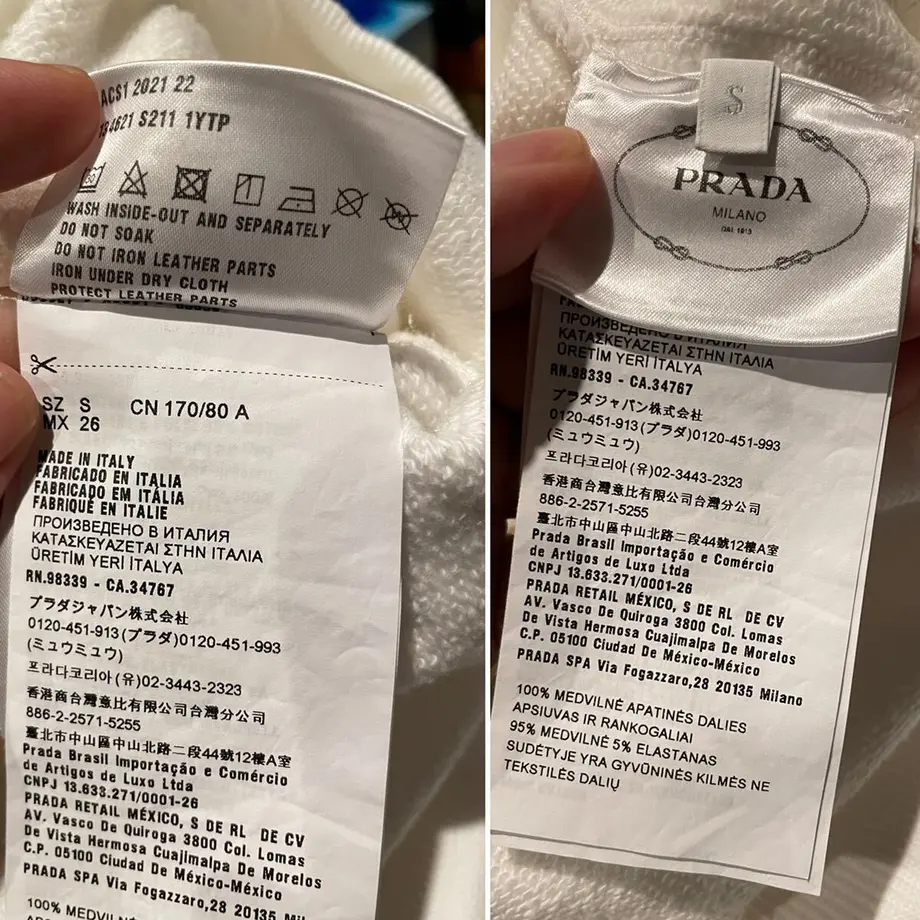 ACS1 2021 22
134621 S211 1YTP
30
WASH INSIDE-OUT AND SEPARATELY
DO NOT SOAK
DO NOT IRON LEATHER PARTS
IRON UNDER DRY CLOTH
PROTECT LEATHER PARTS
SZ S CN 170/80 A
MX 26
MADE IN ITALY
FABRICADO EN ITALIA
FABRICADO EM ITÁLIA
FABRIQUÉ EN ITALIE
ПРОИЗВЕДЕНО В ИТАЛИЯ
ΚΑΤΑΣΚΕΥΑΖΕΤΑΙ ΣΤΗΝ ΙΤΑΛΙΑ
ÜRETİM YERİ İTALYA
RN.98339 - CA.34767
プラダジャパン株式会社
0120-451-913(プラダ)0120-451-993
(ミュウミュウ)
프라다코리아(유)02-3443-2323
香港商台灣意比有限公司台灣分公司
886-2-2571-5255
臺北市中山區中山北路二段44號12樓A室
Prada Brasil Importação e Comércio
de Artigos de Luxo Ltda
CNPJ 13.633.271/0001-26
PRADA RETAIL MÉXICO, S DE RL DE CV
AV. Vasco De Quiroga 3800 Col. Lomas
De Vista Hermosa Cuajimalpa De Morelos
C.P. 05100 Ciudad De México-México
PRADA SPA Via Fogazzaro,28 20135 Mil
100% MEDVILN
S
PRADA
MILANO
DAL 1913
ПРОИЗВЕДЕНО В ИТАЛИЯ
ΚΑΤΑΣΚΕΥΑΖΕΤΑΙ ΣΤΗΝ ΙΤΑΛΙΑ
ÜRETİM YERİ İTALYA
RN.98339 - CA.34767
プラダジャパン株式会社
0120-451-913(プラダ)0120-451-993
(ミュウミュウ)
프라다코리아(유)02-3443-2323
香港商台灣意比有限公司台灣分公司
886-2-2571-5255
臺北市中山區中山北路二段44號12樓A室
Prada Brasil Importação e Comércio
de Artigos de Luxo Ltda
CNPJ 13.633.271/0001-26
PRADA RETAIL MÉXICO, S DE RL DE CV
AV. Vasco De Quiroga 3800 Col. Lomas
De Vista Hermosa Cuajimalpa De Morelos
C.P. 05100 Ciudad De México-México
PRADA SPA Via Fogazzaro,28 20135 Milano
100% MEDVILNĖ APATINĖS DALIES
APSIUVAS IR RANKOGALIAI
95% MEDVILNĖ 5% ELASTANAS
SUDĖTYJE YRA GYVŪNINĖS KILMĖS NE
TEKSTILĖS DALIŲ